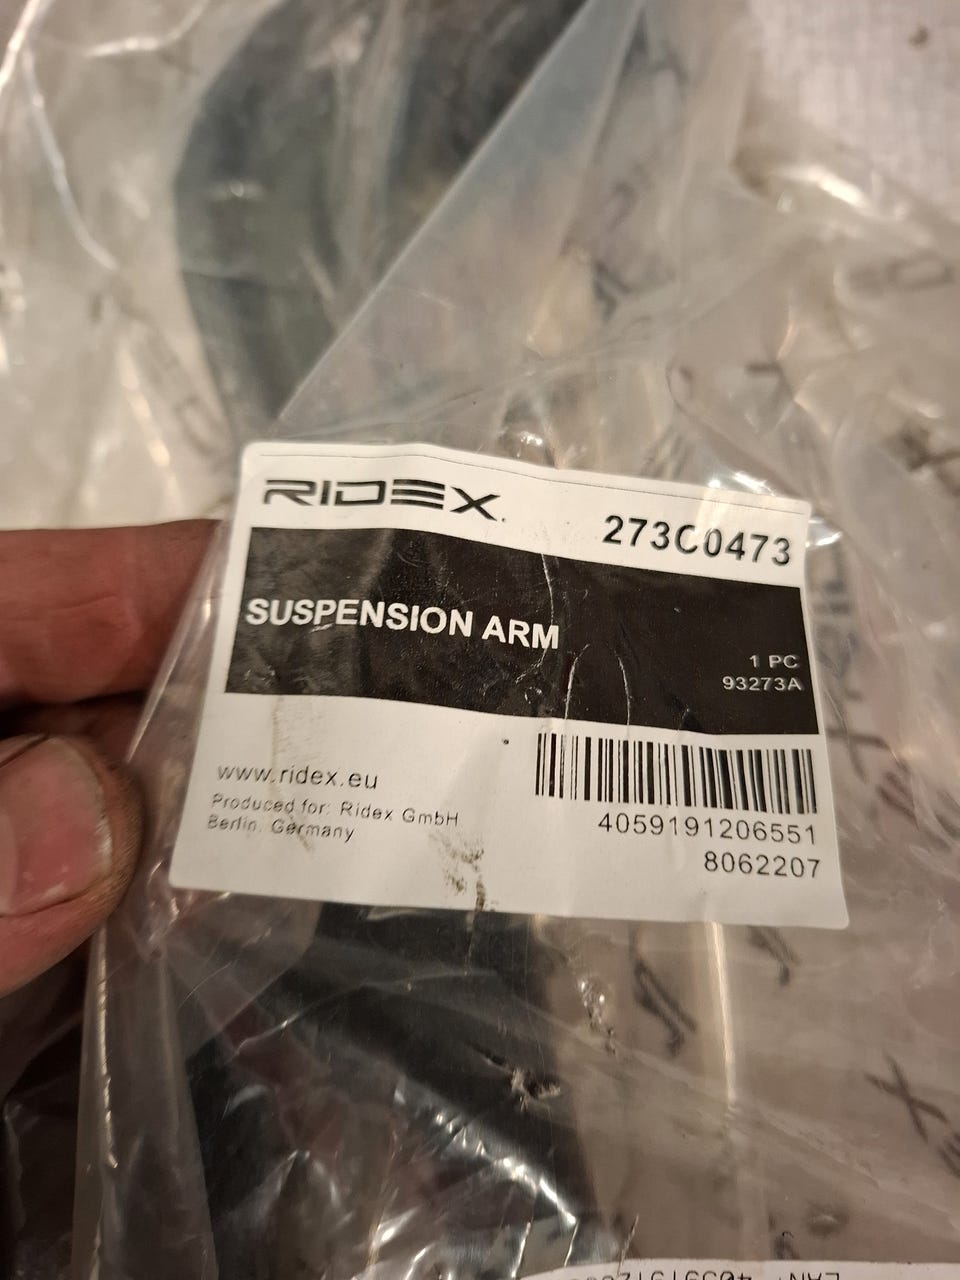 RIDEX
273C0473
SUSPENSION ARM
1 PC
93273A
www.ridex.eu
Produced for: Ridex GmbH
Berlin, Germany
4059191206551
8062207